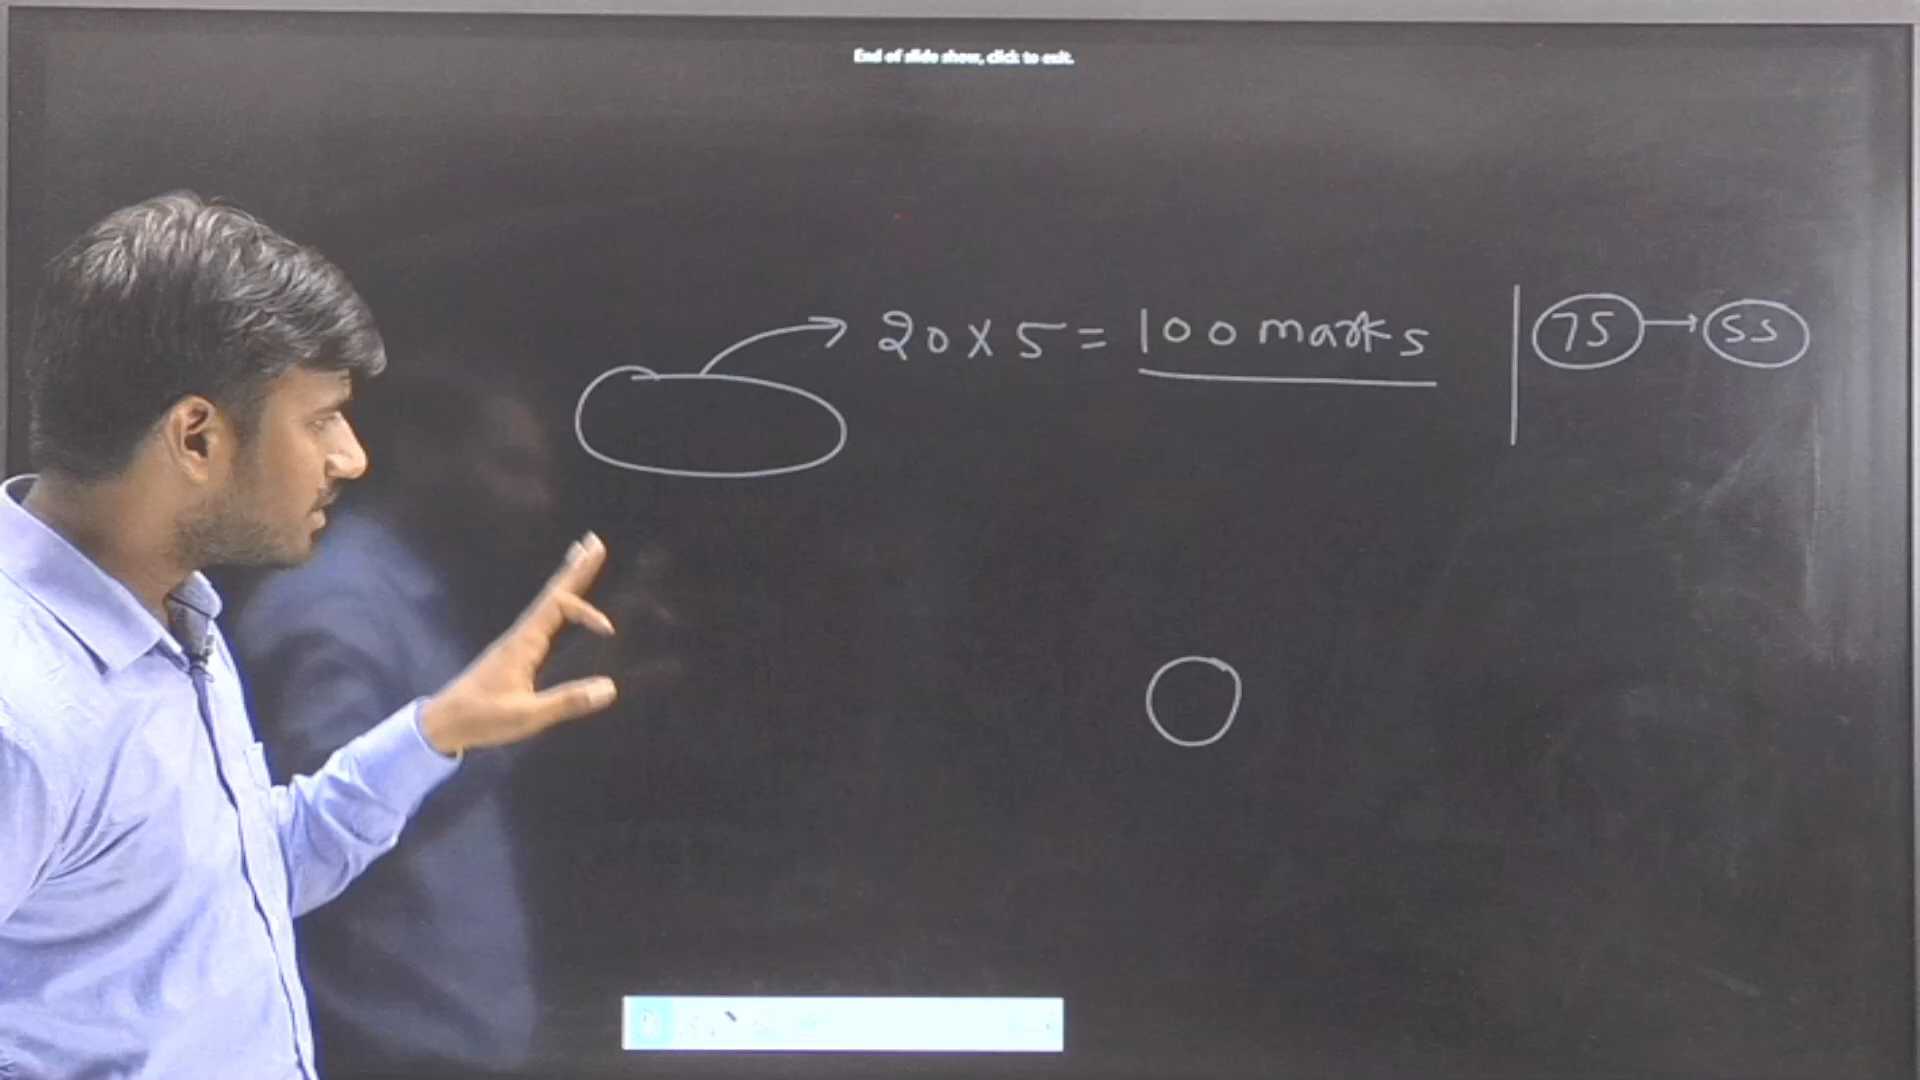 End of slide show, click to exit.
20 x 5 = 100 marks | 75 → 55